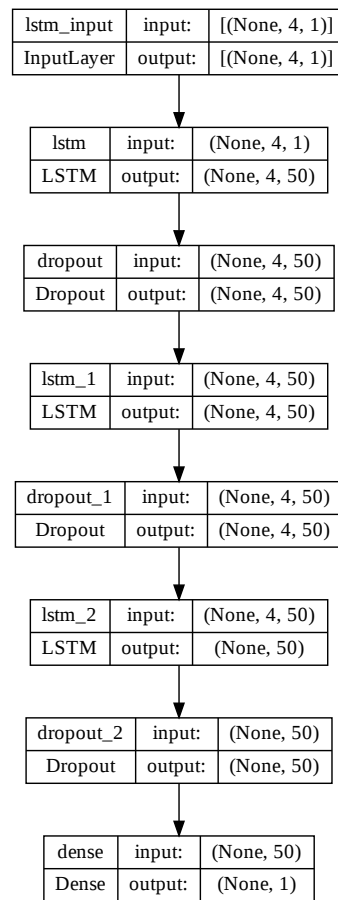 lstm_input input: [(None, 4, 1)]
InputLayer output: [(None, 4, 1)]
lstm input: (None, 4, 1)
LSTM output: (None, 4, 50)
dropout input: (None, 4, 50)
Dropout output: (None, 4, 50)
lstm_1 input: (None, 4, 50)
LSTM output: (None, 4, 50)
dropout_1 input: (None, 4, 50)
Dropout output: (None, 4, 50)
lstm_2 input: (None, 4, 50)
LSTM output: (None, 50)
dropout_2 input: (None, 50)
Dropout output: (None, 50)
dense input: (None, 50)
Dense output: (None, 1)